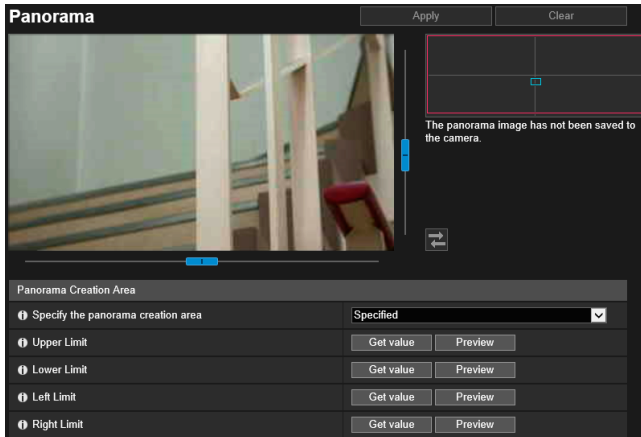 Panorama
Apply
Clear
The panorama image has not been saved to
the camera.
Panorama Creation Area
Specify the panorama creation area
Specified
Upper Limit
Get value
Preview
Lower Limit
Get value
Preview
Left Limit
Get value
Preview
Right Limit
Get value
Preview